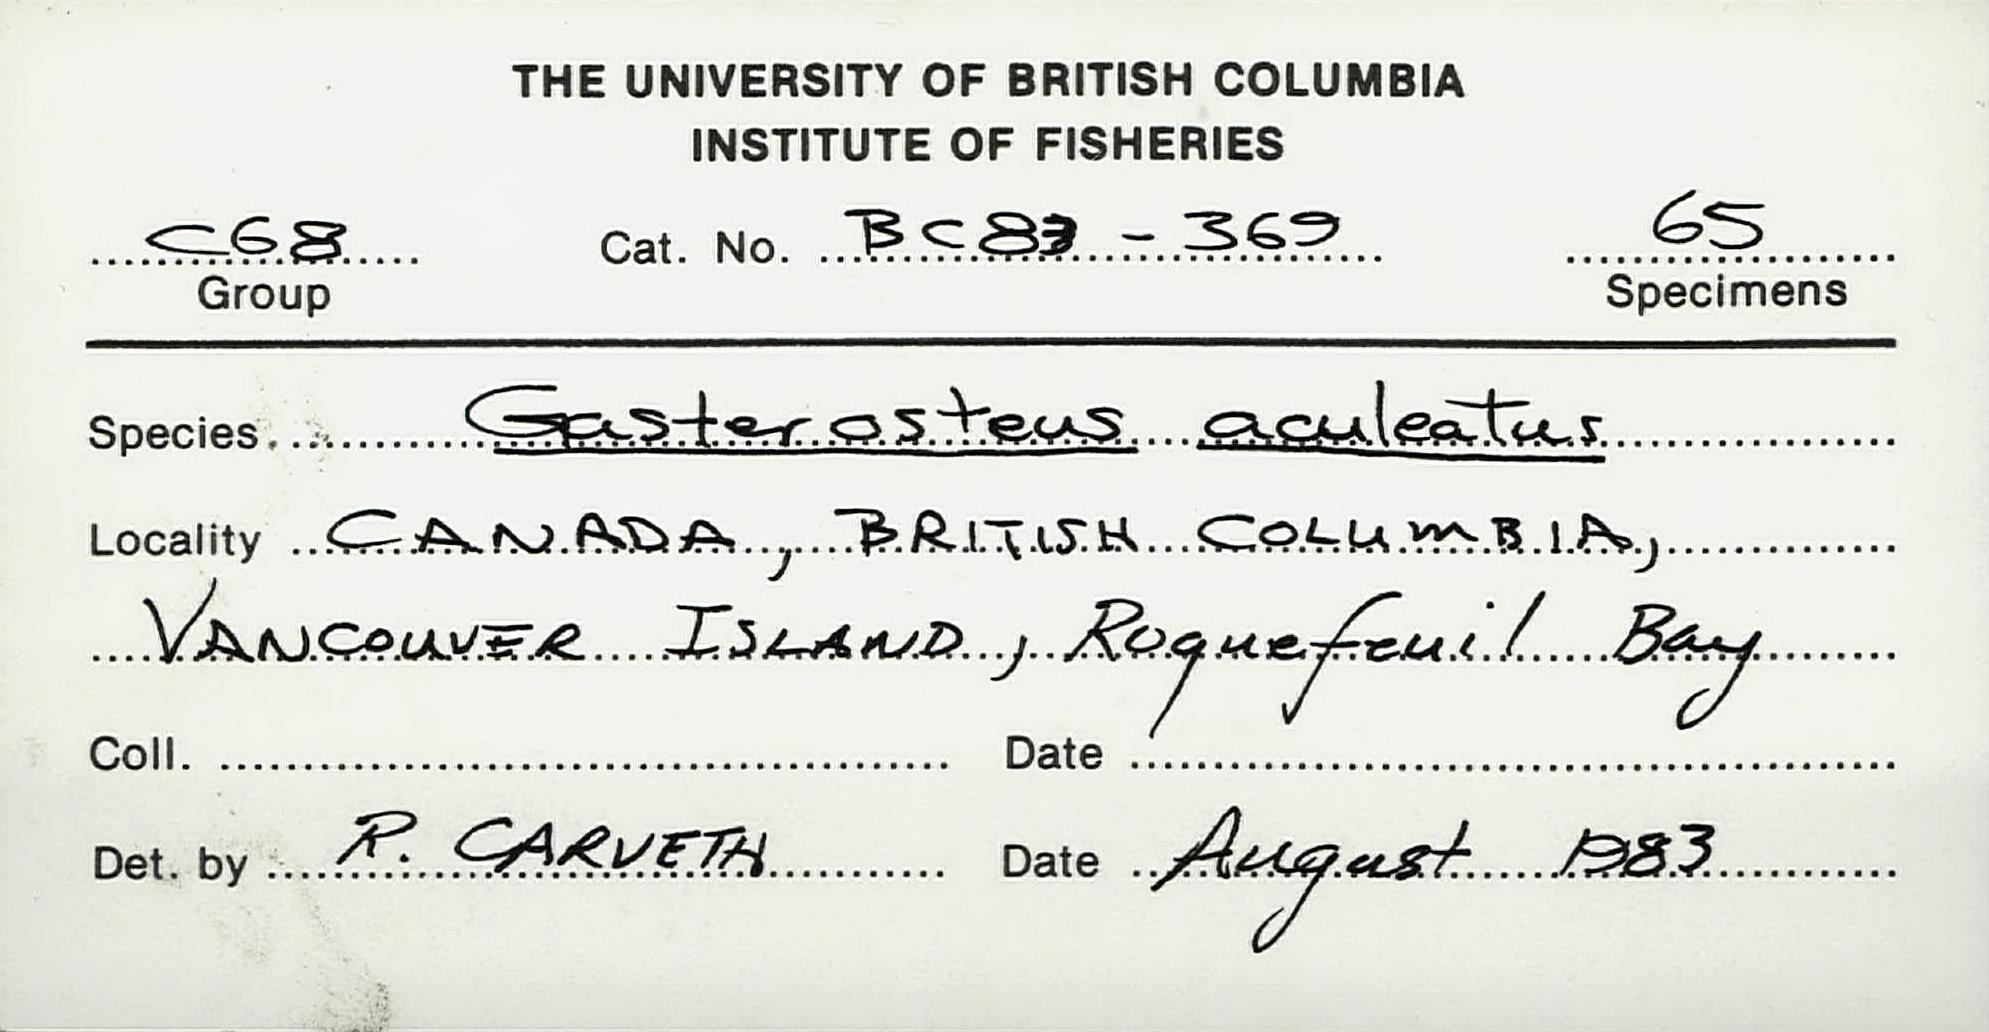 THE UNIVERSITY OF BRITISH COLUMBIA
INSTITUTE OF FISHERIES
C68 Cat. No. BC83 - 369 65
Group Specimens
Species Gasterosteus aculeatus
Locality CANADA, BRITISH COLUMBIA,
VANCOUVER ISLAND, Roquefeuil Bay
Coll. Date
Det. by R. CARVETH Date August 1983